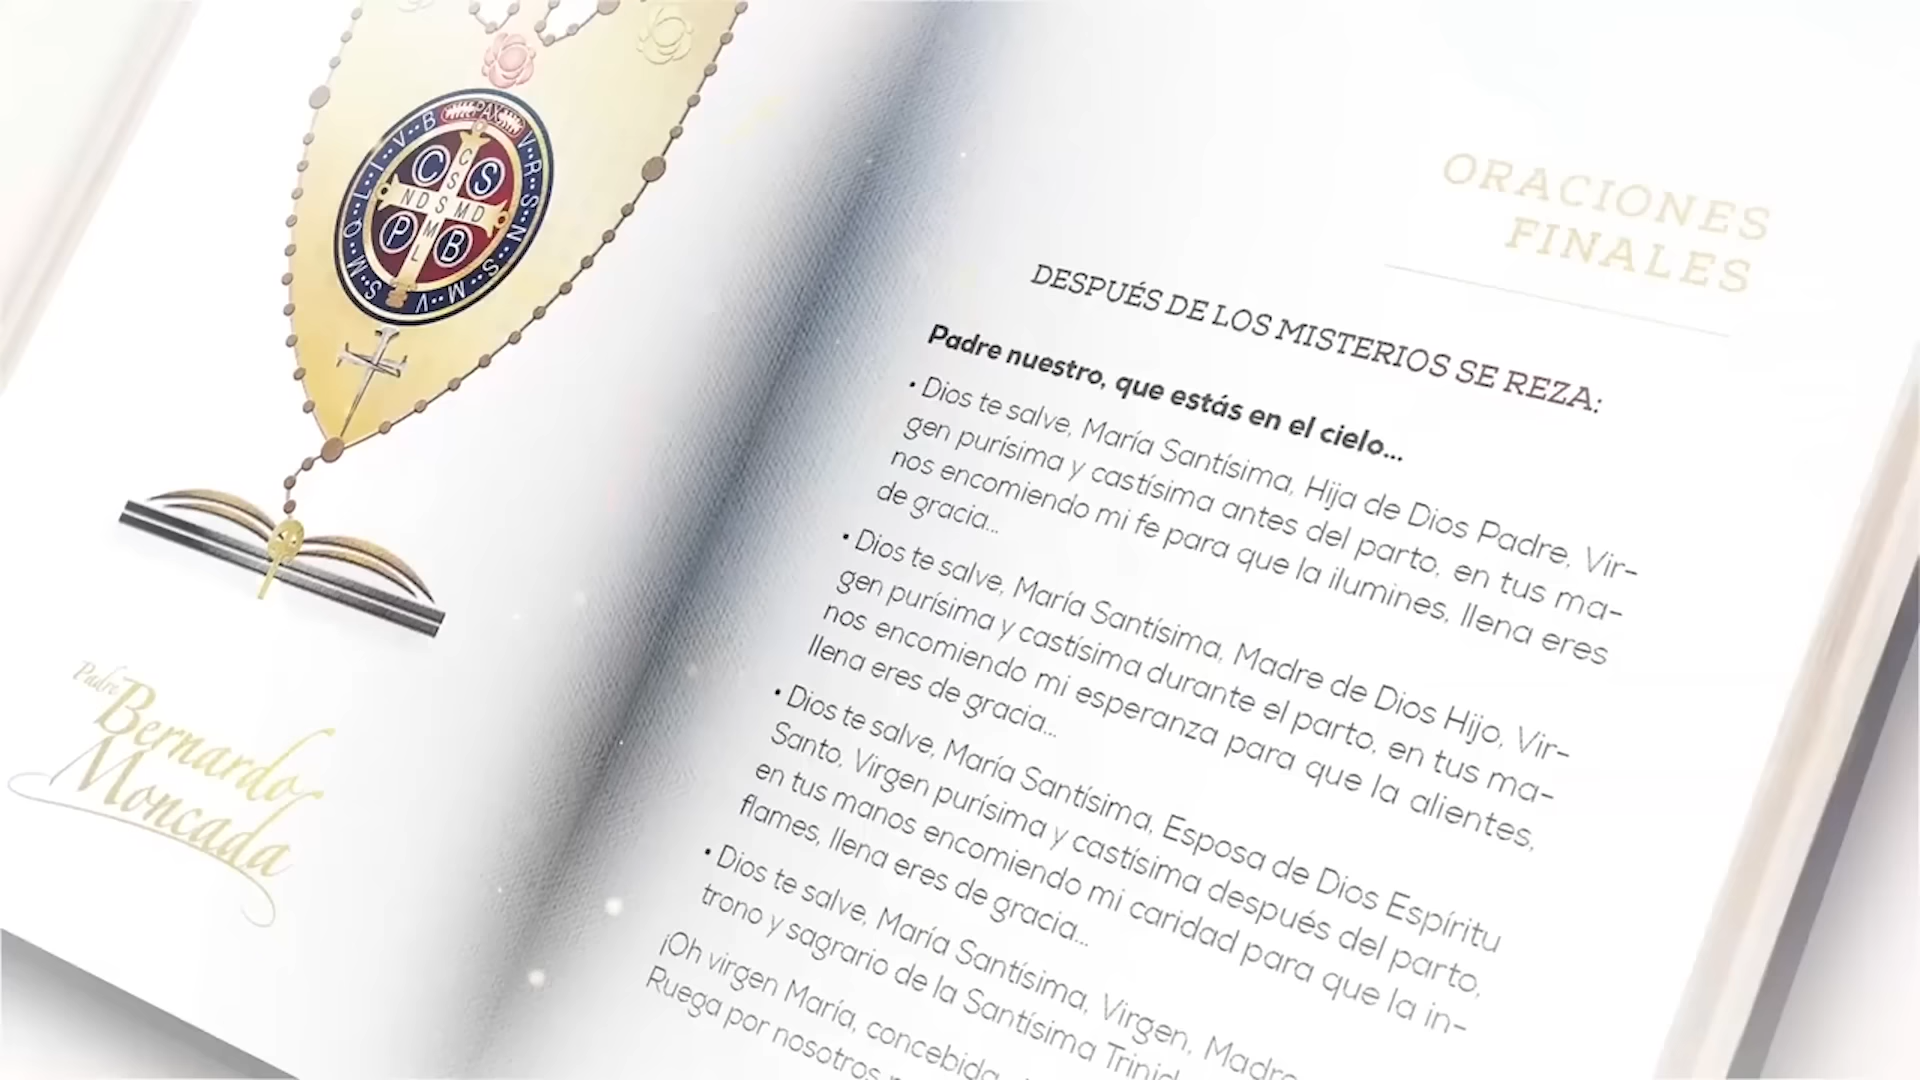 PAX
V·R·S·N·S·M·V··S·M·Q·L·I·V··B
C S
C
S
N D S M D
M
L
P B
Padre
Bernardo
Moncada
ORACIONES
FINALES
DESPUÉS DE LOS MISTERIOS SE REZA:
Padre nuestro, que estás en el cielo...
• Dios te salve, María Santísima, Hija de Dios Padre, Vir-
gen purísima y castísima antes del parto, en tus ma-
nos encomiendo mi fe para que la ilumines, llena eres
de gracia...
• Dios te salve, María Santísima, Madre de Dios Hijo, Vir-
gen purísima y castísima durante el parto, en tus ma-
nos encomiendo mi esperanza para que la alientes,
llena eres de gracia...
• Dios te salve, María Santísima, Esposa de Dios Espíritu
Santo, Virgen purísima y castísima después del parto,
en tus manos encomiendo mi caridad para que la in-
flames, llena eres de gracia...
• Dios te salve, María Santísima, Virgen, Madre
trono y sagrario de la Santísima Trinid
¡Oh virgen María, concebida
Ruega por nosotros